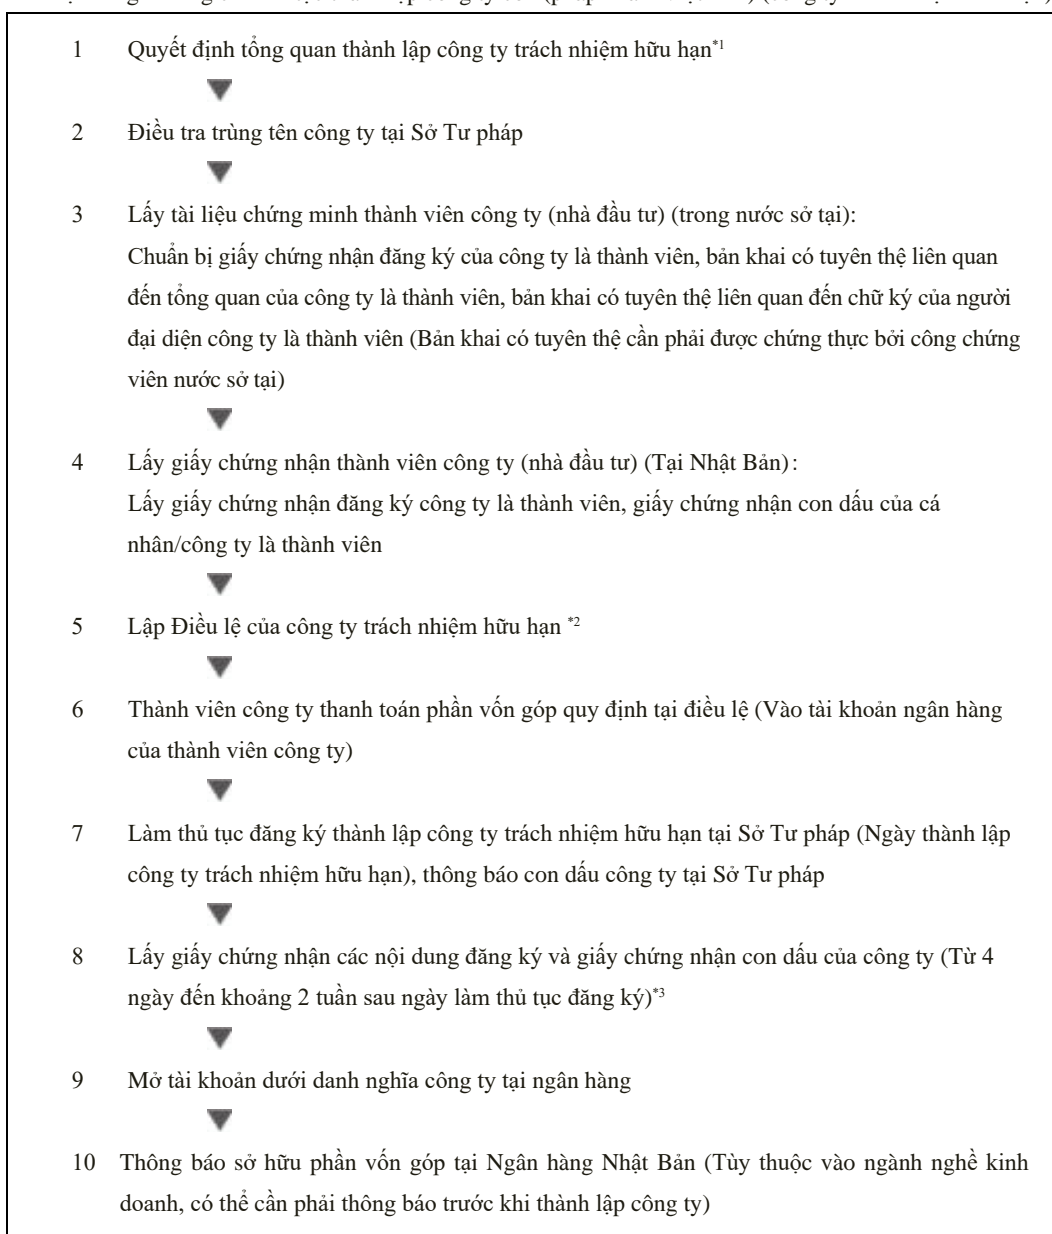 1 Quyết định tổng quan thành lập công ty trách nhiệm hữu hạn*1
2 Điều tra trùng tên công ty tại Sở Tư pháp
3 Lấy tài liệu chứng minh thành viên công ty (nhà đầu tư) (trong nước sở tại):
Chuẩn bị giấy chứng nhận đăng ký của công ty là thành viên, bản khai có tuyên thệ liên quan
đến tổng quan của công ty là thành viên, bản khai có tuyên thệ liên quan đến chữ ký của người
đại diện công ty là thành viên (Bản khai có tuyên thệ cần phải được chứng thực bởi công chứng
viên nước sở tại)
4 Lấy giấy chứng nhận thành viên công ty (nhà đầu tư) (Tại Nhật Bản):
Lấy giấy chứng nhận đăng ký công ty là thành viên, giấy chứng nhận con dấu của cá
nhân/công ty là thành viên
5 Lập Điều lệ của công ty trách nhiệm hữu hạn *2
6 Thành viên công ty thanh toán phần vốn góp quy định tại điều lệ (Vào tài khoản ngân hàng
của thành viên công ty)
7 Làm thủ tục đăng ký thành lập công ty trách nhiệm hữu hạn tại Sở Tư pháp (Ngày thành lập
công ty trách nhiệm hữu hạn), thông báo con dấu công ty tại Sở Tư pháp
8 Lấy giấy chứng nhận các nội dung đăng ký và giấy chứng nhận con dấu của công ty (Từ 4
ngày đến khoảng 2 tuần sau ngày làm thủ tục đăng ký)*3
9 Mở tài khoản dưới danh nghĩa công ty tại ngân hàng
10 Thông báo sở hữu phần vốn góp tại Ngân hàng Nhật Bản (Tùy thuộc vào ngành nghề kinh
doanh, có thể cần phải thông báo trước khi thành lập công ty)